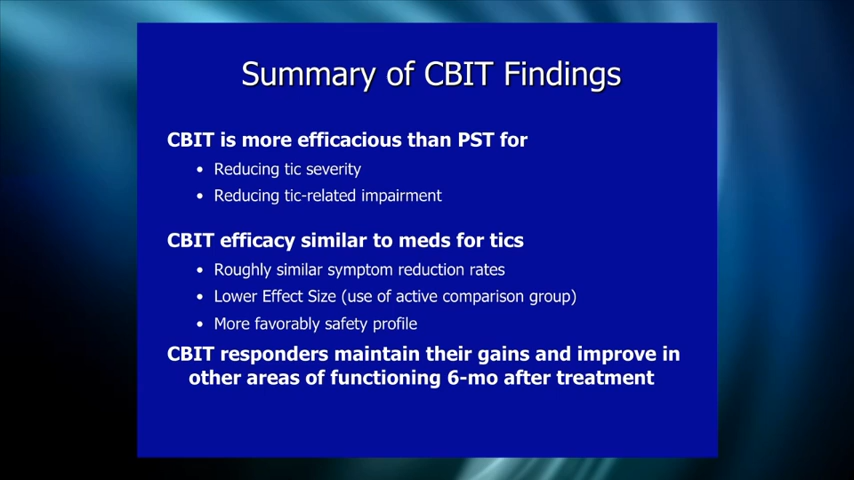 Summary of CBIT Findings
CBIT is more efficacious than PST for
• Reducing tic severity
• Reducing tic-related impairment
CBIT efficacy similar to meds for tics
• Roughly similar symptom reduction rates
• Lower Effect Size (use of active comparison group)
• More favorably safety profile
CBIT responders maintain their gains and improve in
other areas of functioning 6-mo after treatment